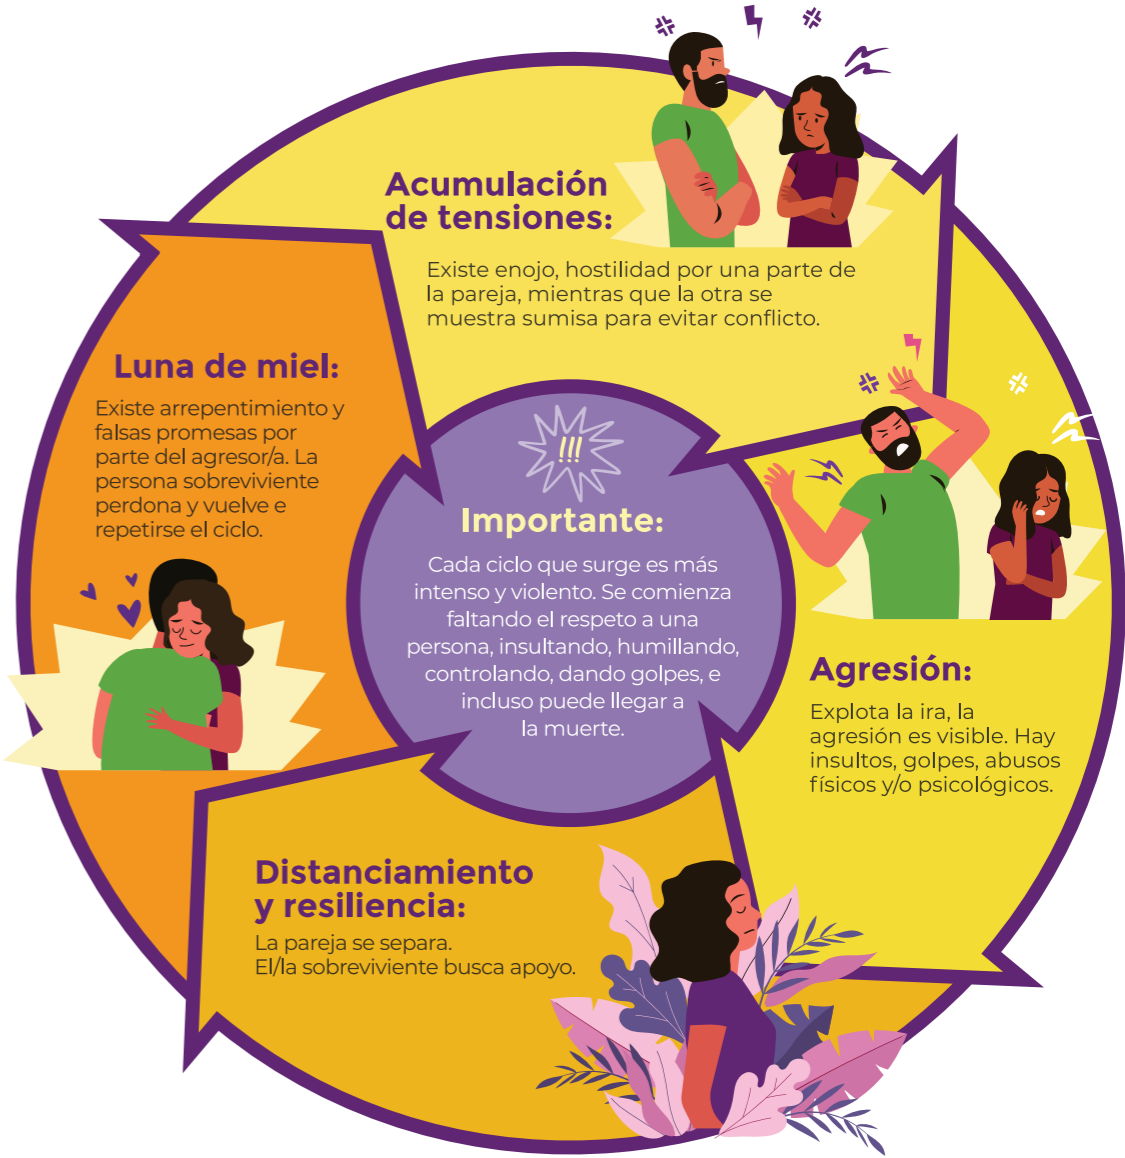 Acumulación
de tensiones:
Existe enojo, hostilidad por una parte de
la pareja, mientras que la otra se
muestra sumisa para evitar conflicto.
Agresión:
Explota la ira, la
agresión es visible. Hay
insultos, golpes, abusos
físicos y/o psicológicos.
Distanciamiento
y resiliencia:
La pareja se separa.
El/la sobreviviente busca apoyo.
Luna de miel:
Existe arrepentimiento y
falsas promesas por
parte del agresor/a. La
persona sobreviviente
perdona y vuelve e
repetirse el ciclo.
!!!
Importante:
Cada ciclo que surge es más
intenso y violento. Se comienza
faltando el respeto a una
persona, insultando, humillando,
controlando, dando golpes, e
incluso puede llegar a
la muerte.